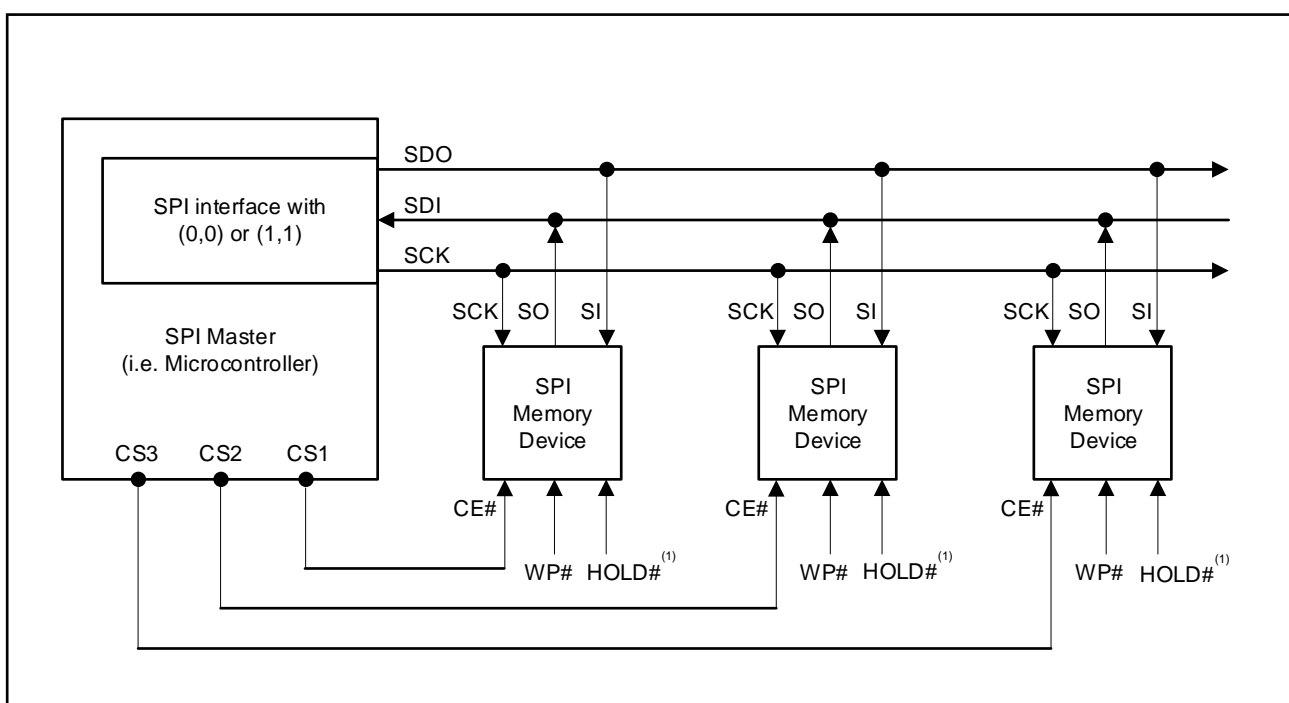 SDO
SPI interface with
(0,0) or (1,1)
SDI
SCK
SPI Master
(i.e. Microcontroller)
SCK SO SI
SCK SO SI
SCK SO SI
SPI
Memory
Device
SPI
Memory
Device
SPI
Memory
Device
CS3 CS2 CS1
CE#
CE#
CE#
WP# HOLD#(1)
WP# HOLD#(1)
WP# HOLD#(1)